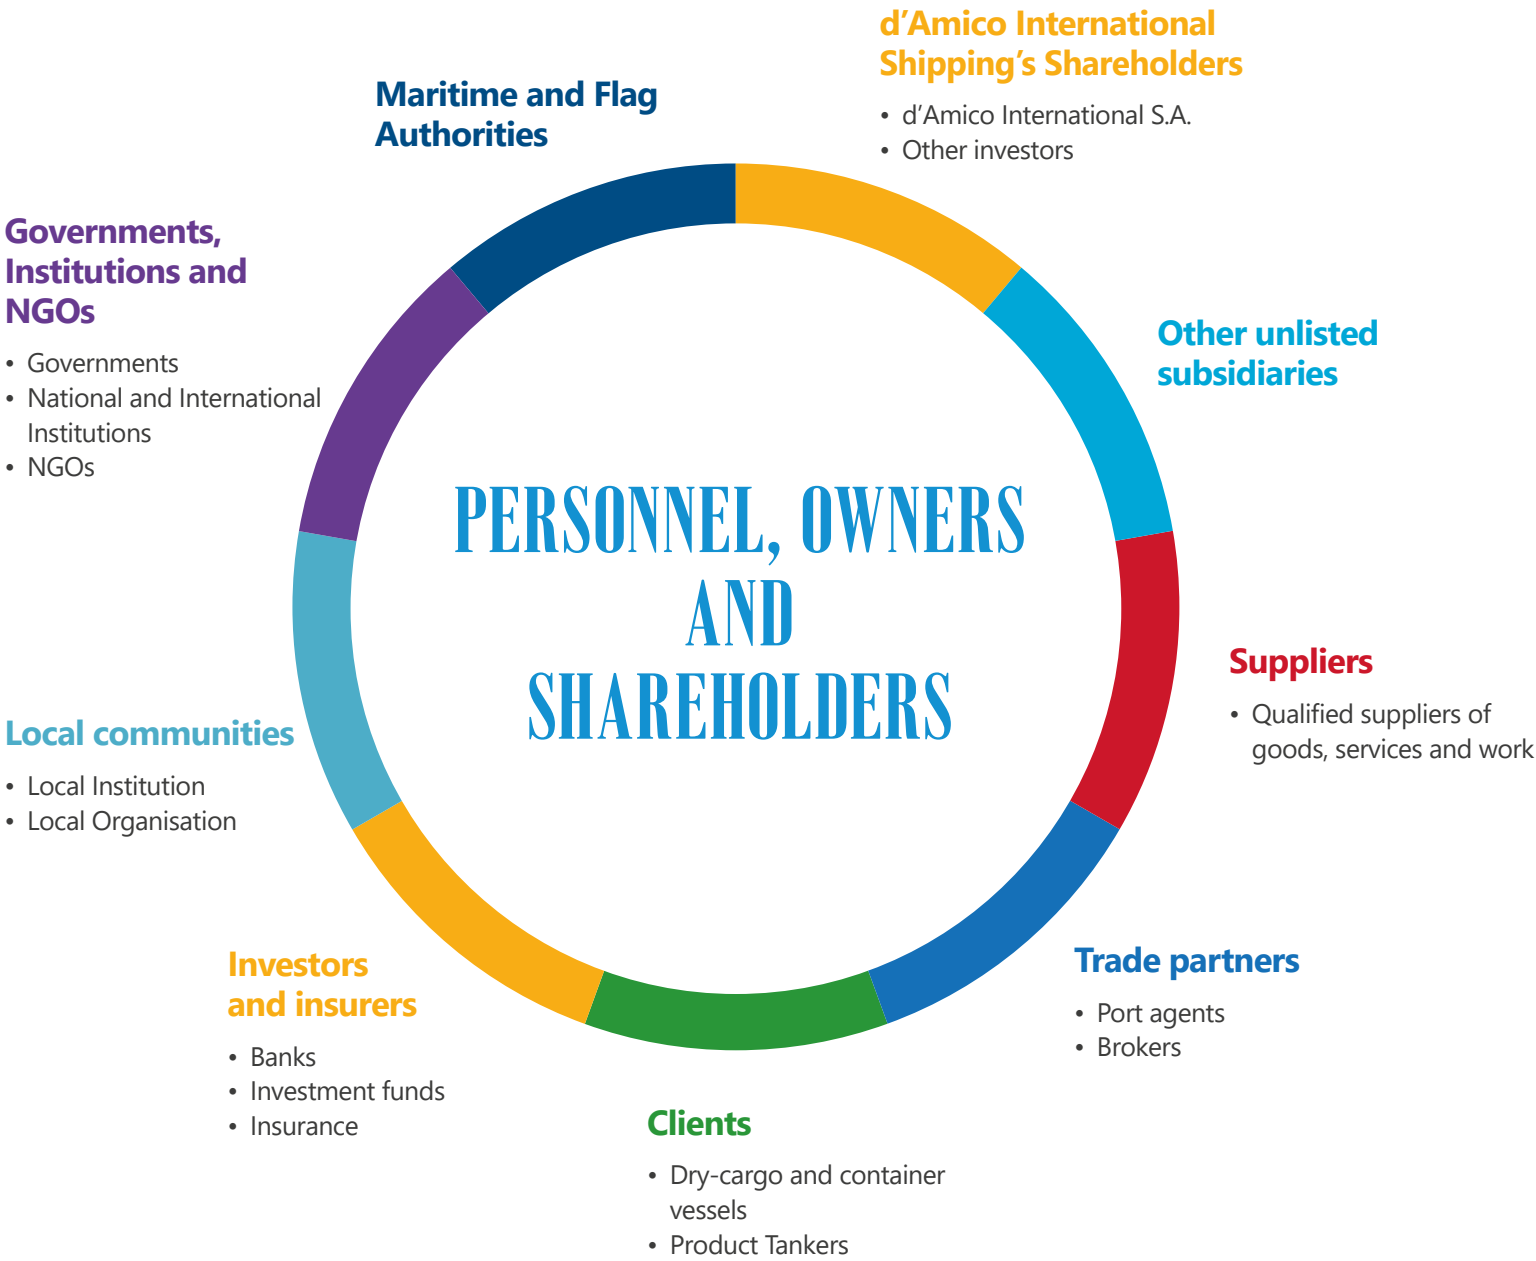 d’Amico International
Shipping’s Shareholders
• d’Amico International S.A.
• Other investors
Other unlisted
subsidiaries
Suppliers
• Qualified suppliers of
goods, services and work
Trade partners
• Port agents
• Brokers
Clients
• Dry-cargo and container
vessels
• Product Tankers
Investors
and insurers
• Banks
• Investment funds
• Insurance
Local communities
• Local Institution
• Local Organisation
Governments,
Institutions and
NGOs
• Governments
• National and International
Institutions
• NGOs
Maritime and Flag
Authorities
PERSONNEL, OWNERS
AND
SHAREHOLDERS